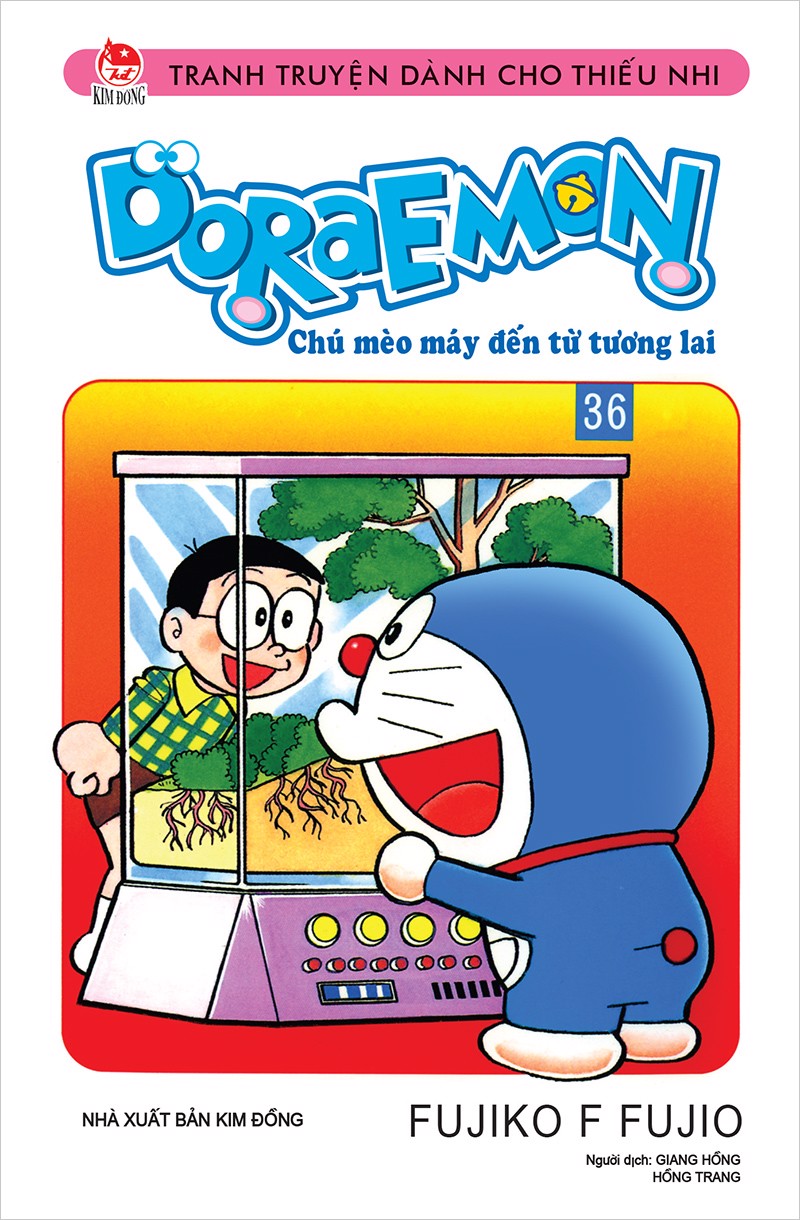 TRANH TRUYỆN DÀNH CHO THIẾU NHI
KIM ĐỒNG
DORAEMON
Chú mèo máy đến từ tương lai
36
NHÀ XUẤT BẢN KIM ĐỒNG
FUJIKO F FUJIO
Người dịch: GIANG HỒNG
HỒNG TRANG